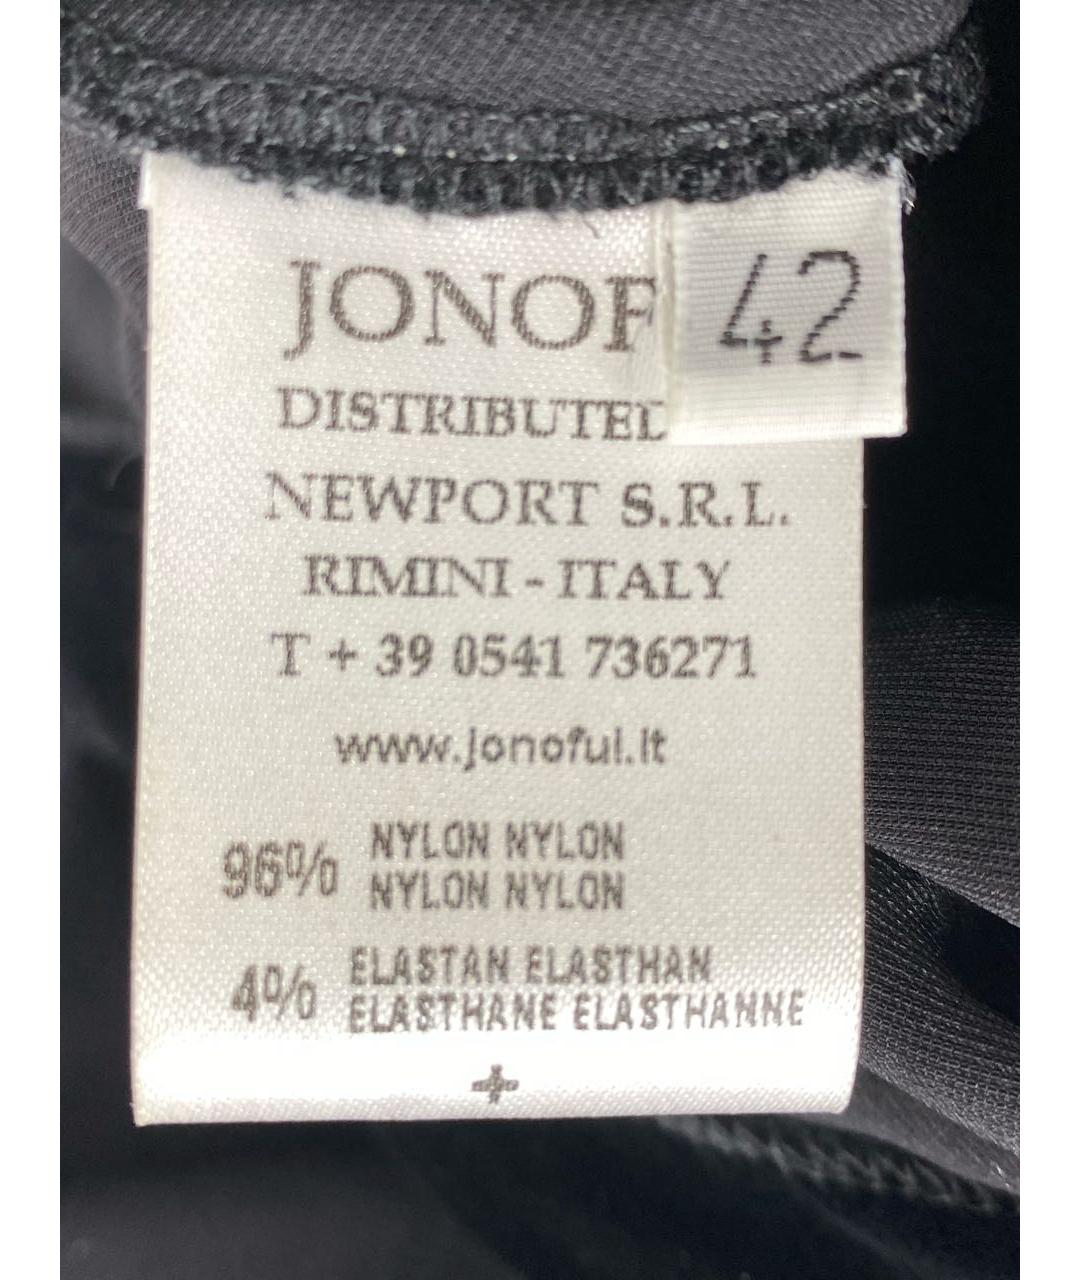 JONOF
42
DISTRIBUTED
NEWPORT S.R.L.
RIMINI - ITALY
T + 39 0541 736271
www.jonoful.it
96% NYLON NYLON
NYLON NYLON
4% ELASTAN ELASTHAN
ELASTHANE ELASTHANNE
+